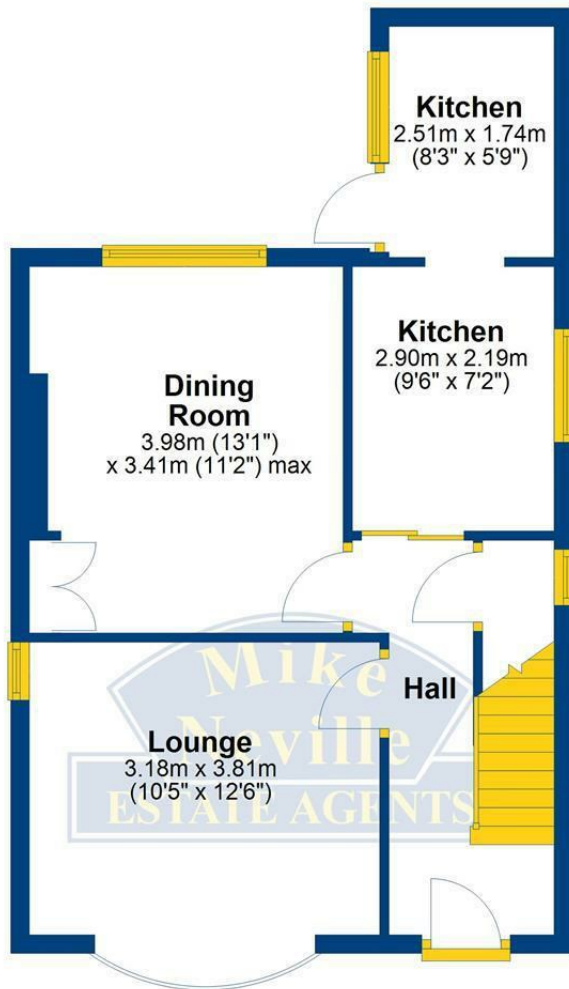 Kitchen
2.51m x 1.74m
(8'3" x 5'9")
Kitchen
2.90m x 2.19m
(9'6" x 7'2")
Dining
Room
3.98m (13'1")
x 3.41m (11'2") max
Hall
Lounge
3.18m x 3.81m
(10'5" x 12'6")
Mike
Neville
ESTATE AGENTS